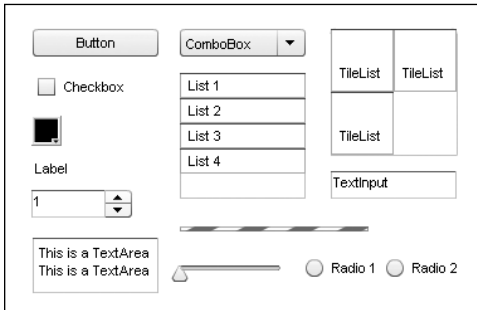 Button
Checkbox
Label
1
This is a TextArea
This is a TextArea
ComboBox
List 1
List 2
List 3
List 4
TileList
TileList
TileList
TextInput
Radio 1
Radio 2